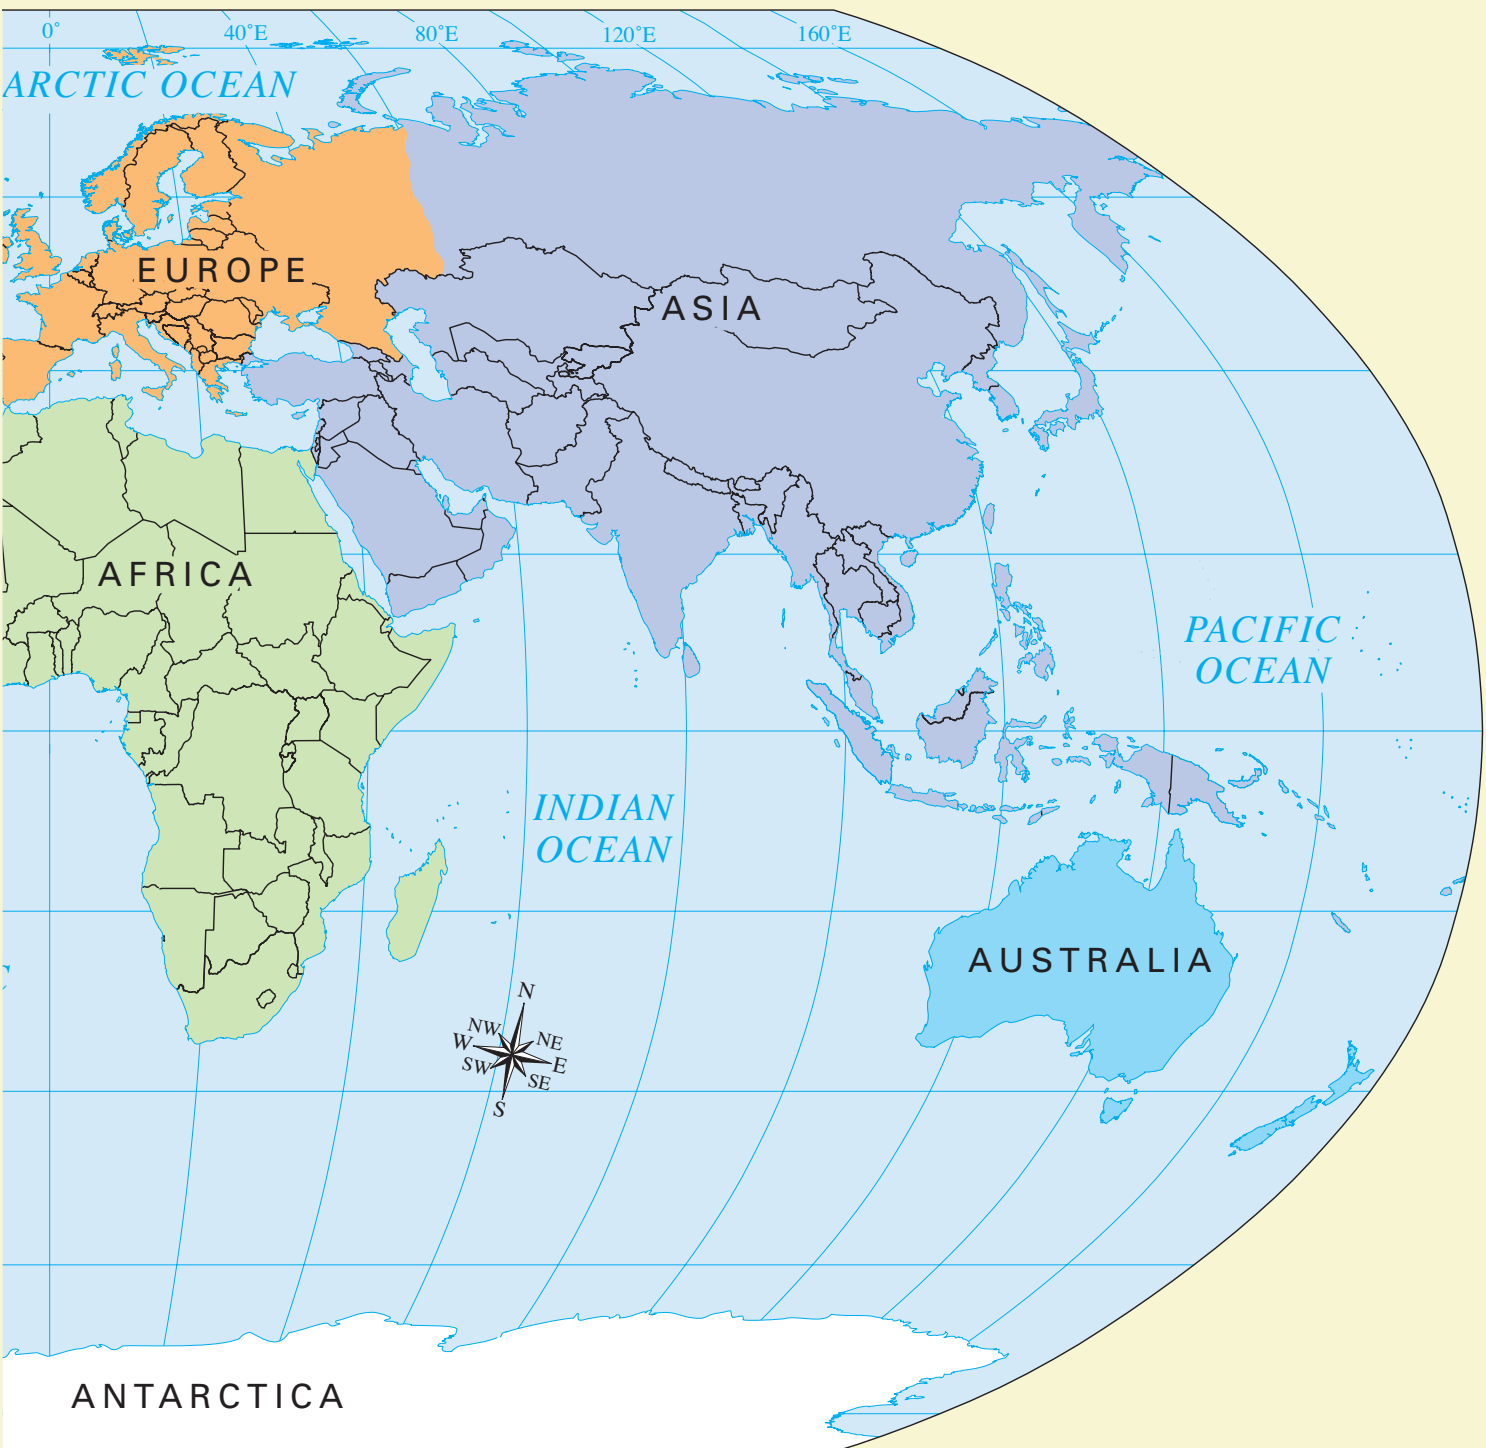 0°
40°E
80°E
120°E
160°E
ARCTIC OCEAN
EUROPE
ASIA
AFRICA
PACIFIC
OCEAN
INDIAN
OCEAN
AUSTRALIA
N
NW
NE
W
E
SW
SE
S
ANTARCTICA